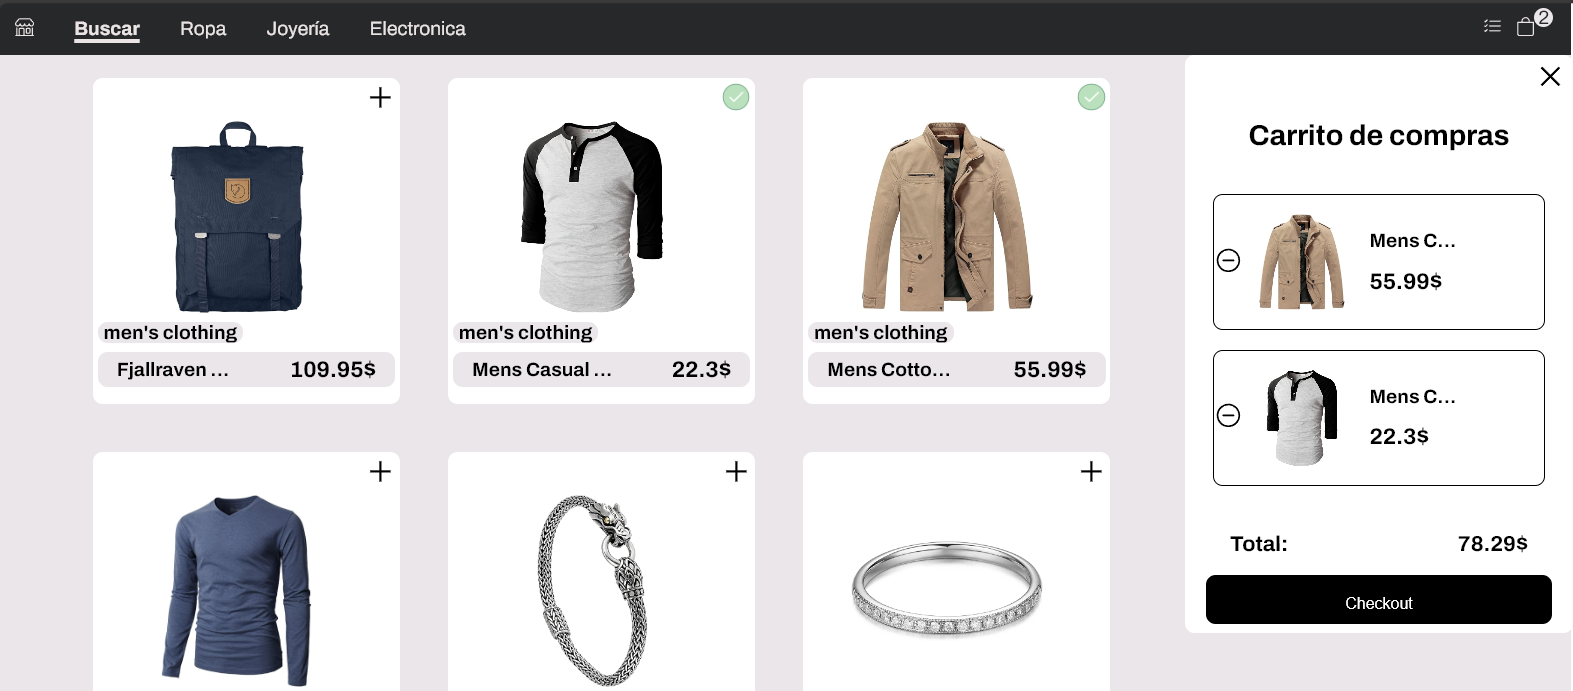 Buscar Ropa Joyería Electronica 2
men's clothing
Fjallraven ... 109.95$
men's clothing
Mens Casual ... 22.3$
men's clothing
Mens Cotto... 55.99$
Carrito de compras
Mens C...
55.99$
Mens C...
22.3$
Total: 78.29$
Checkout